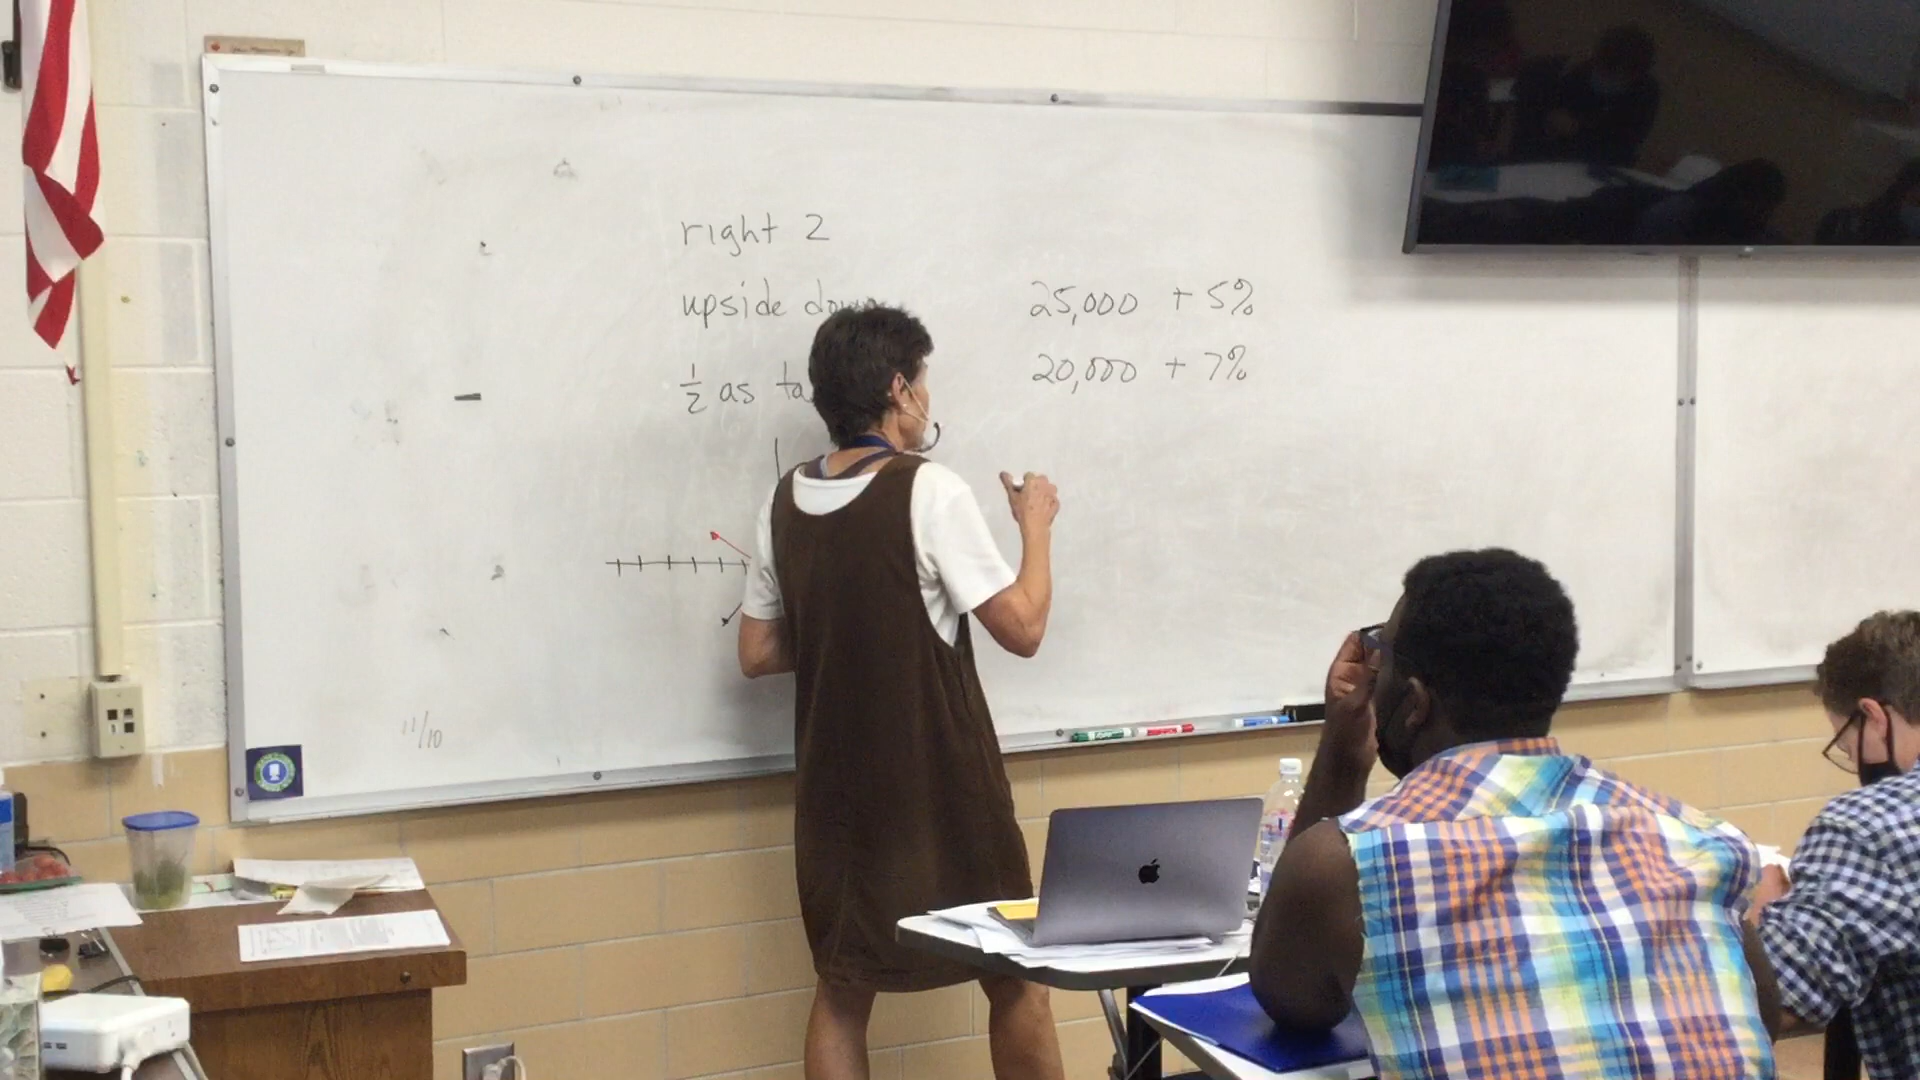 right 2
upside
25,000 + 5%
1/2 as
20,000 + 7%
11/10